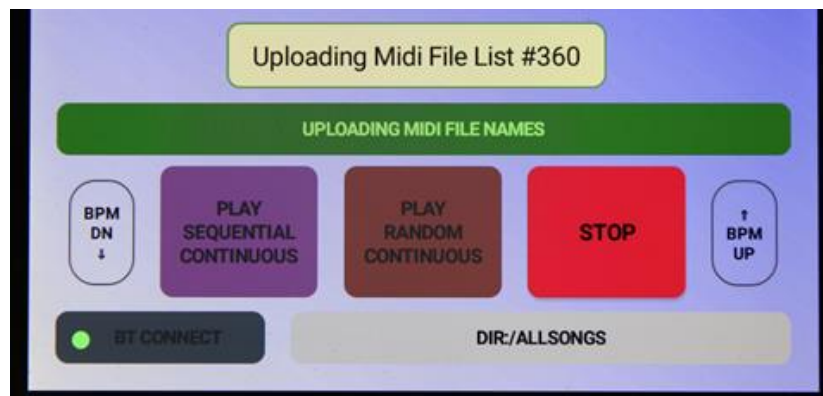 Uploading Midi File List #360
UPLOADING MIDI FILE NAMES
BPM
DN
↓
PLAY
SEQUENTIAL
CONTINUOUS
PLAY
RANDOM
CONTINUOUS
STOP
↑
BPM
UP
BT CONNECT
DIR:/ALLSONGS